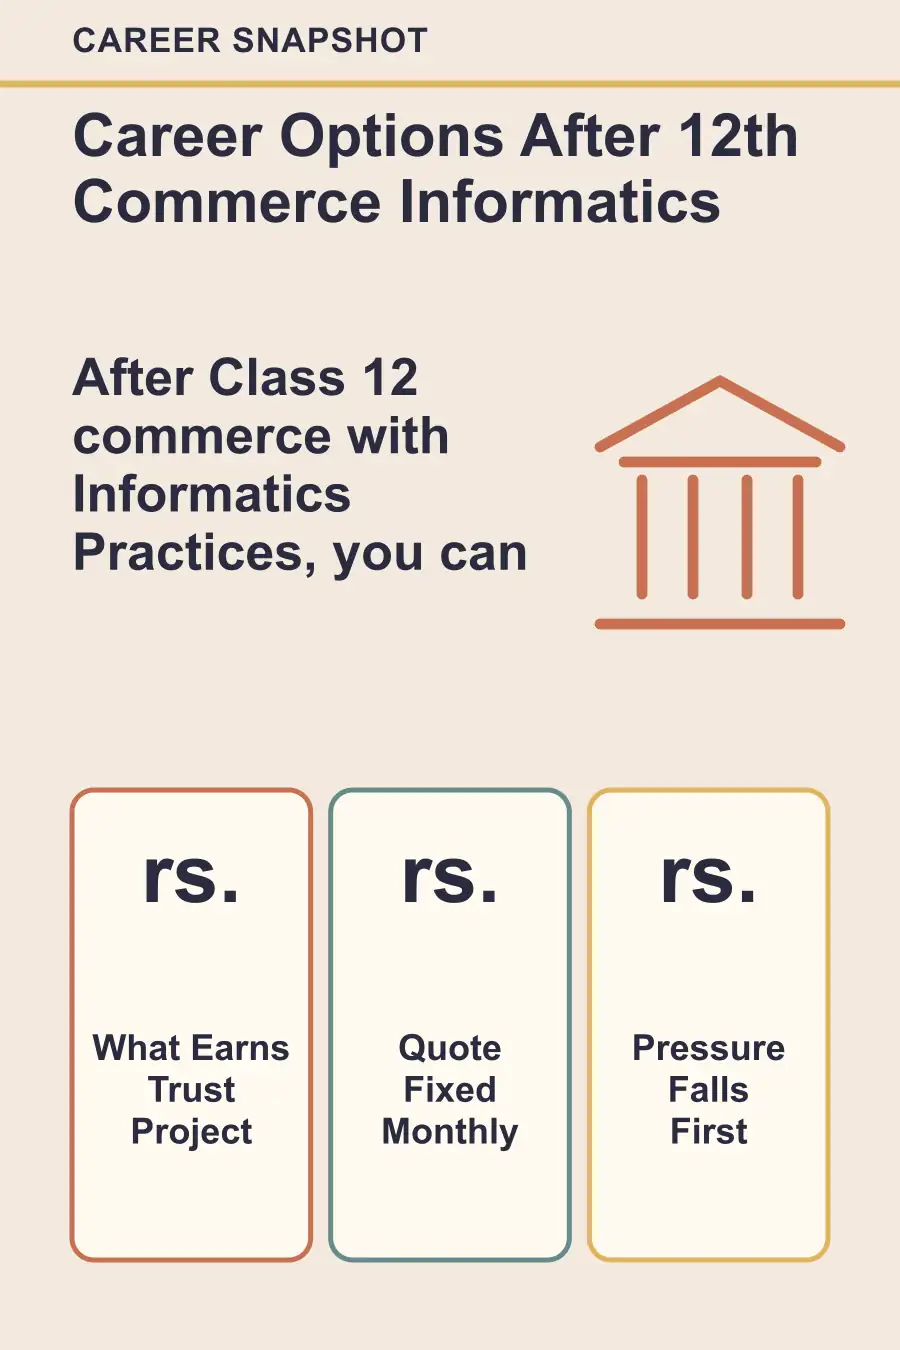 CAREER SNAPSHOT
Career Options After 12th
Commerce Informatics
After Class 12
commerce with
Informatics
Practices, you can
rs.
What Earns
Trust
Project
rs.
Quote
Fixed
Monthly
rs.
Pressure
Falls
First